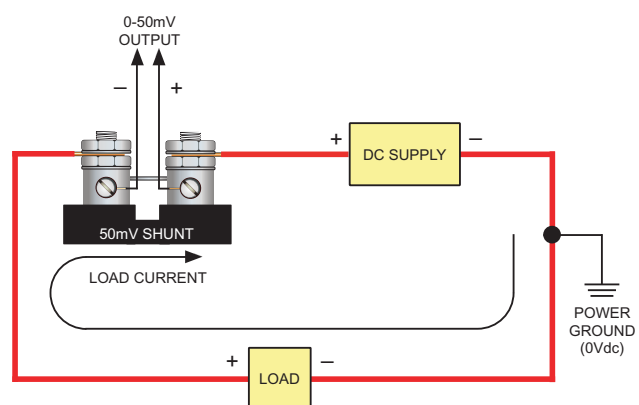 0-50mV
OUTPUT
– +
+ DC SUPPLY –
50mV SHUNT
LOAD CURRENT
POWER
GROUND
(0Vdc)
+ LOAD –